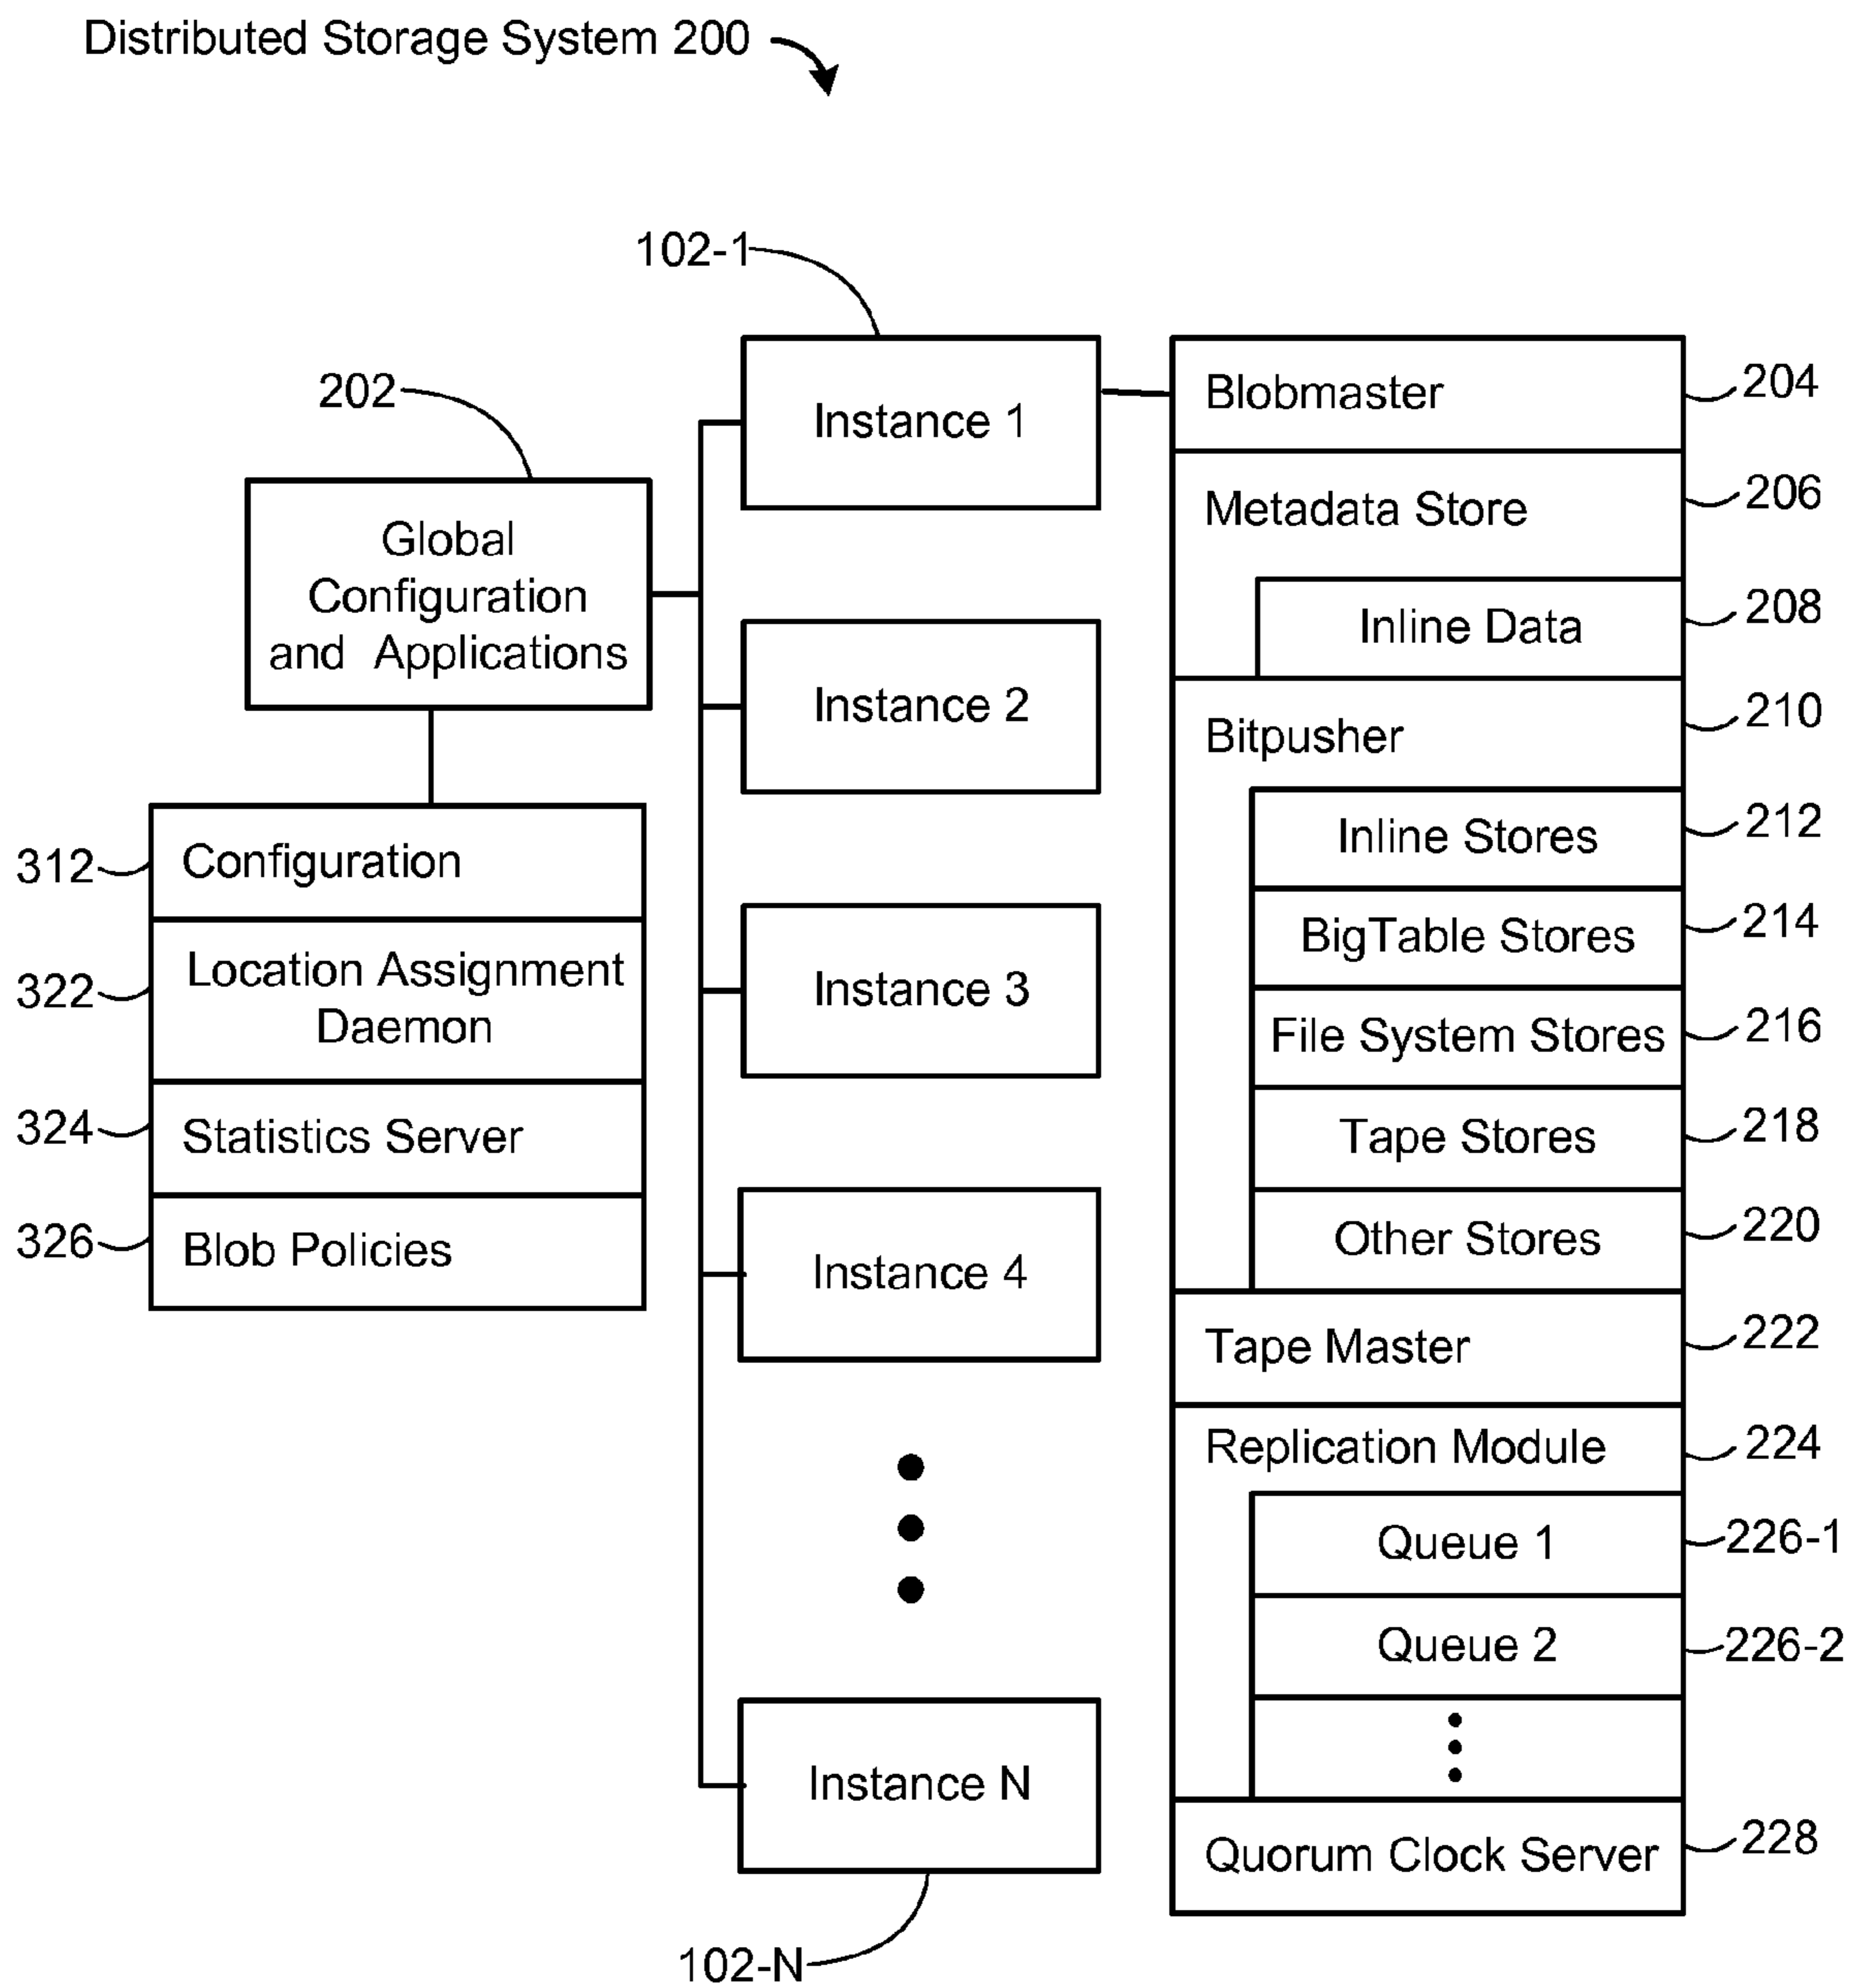 Distributed Storage System 200
102-1
202
Global
Configuration
and Applications
312
Configuration
322
Location Assignment
Daemon
324
Statistics Server
326
Blob Policies
Instance 1
Instance 2
Instance 3
Instance 4
Instance N
102-N
Blobmaster
204
Metadata Store
206
Inline Data
208
Bitpusher
210
Inline Stores
212
BigTable Stores
214
File System Stores
216
Tape Stores
218
Other Stores
220
Tape Master
222
Replication Module
224
Queue 1
226-1
Queue 2
226-2
Quorum Clock Server
228